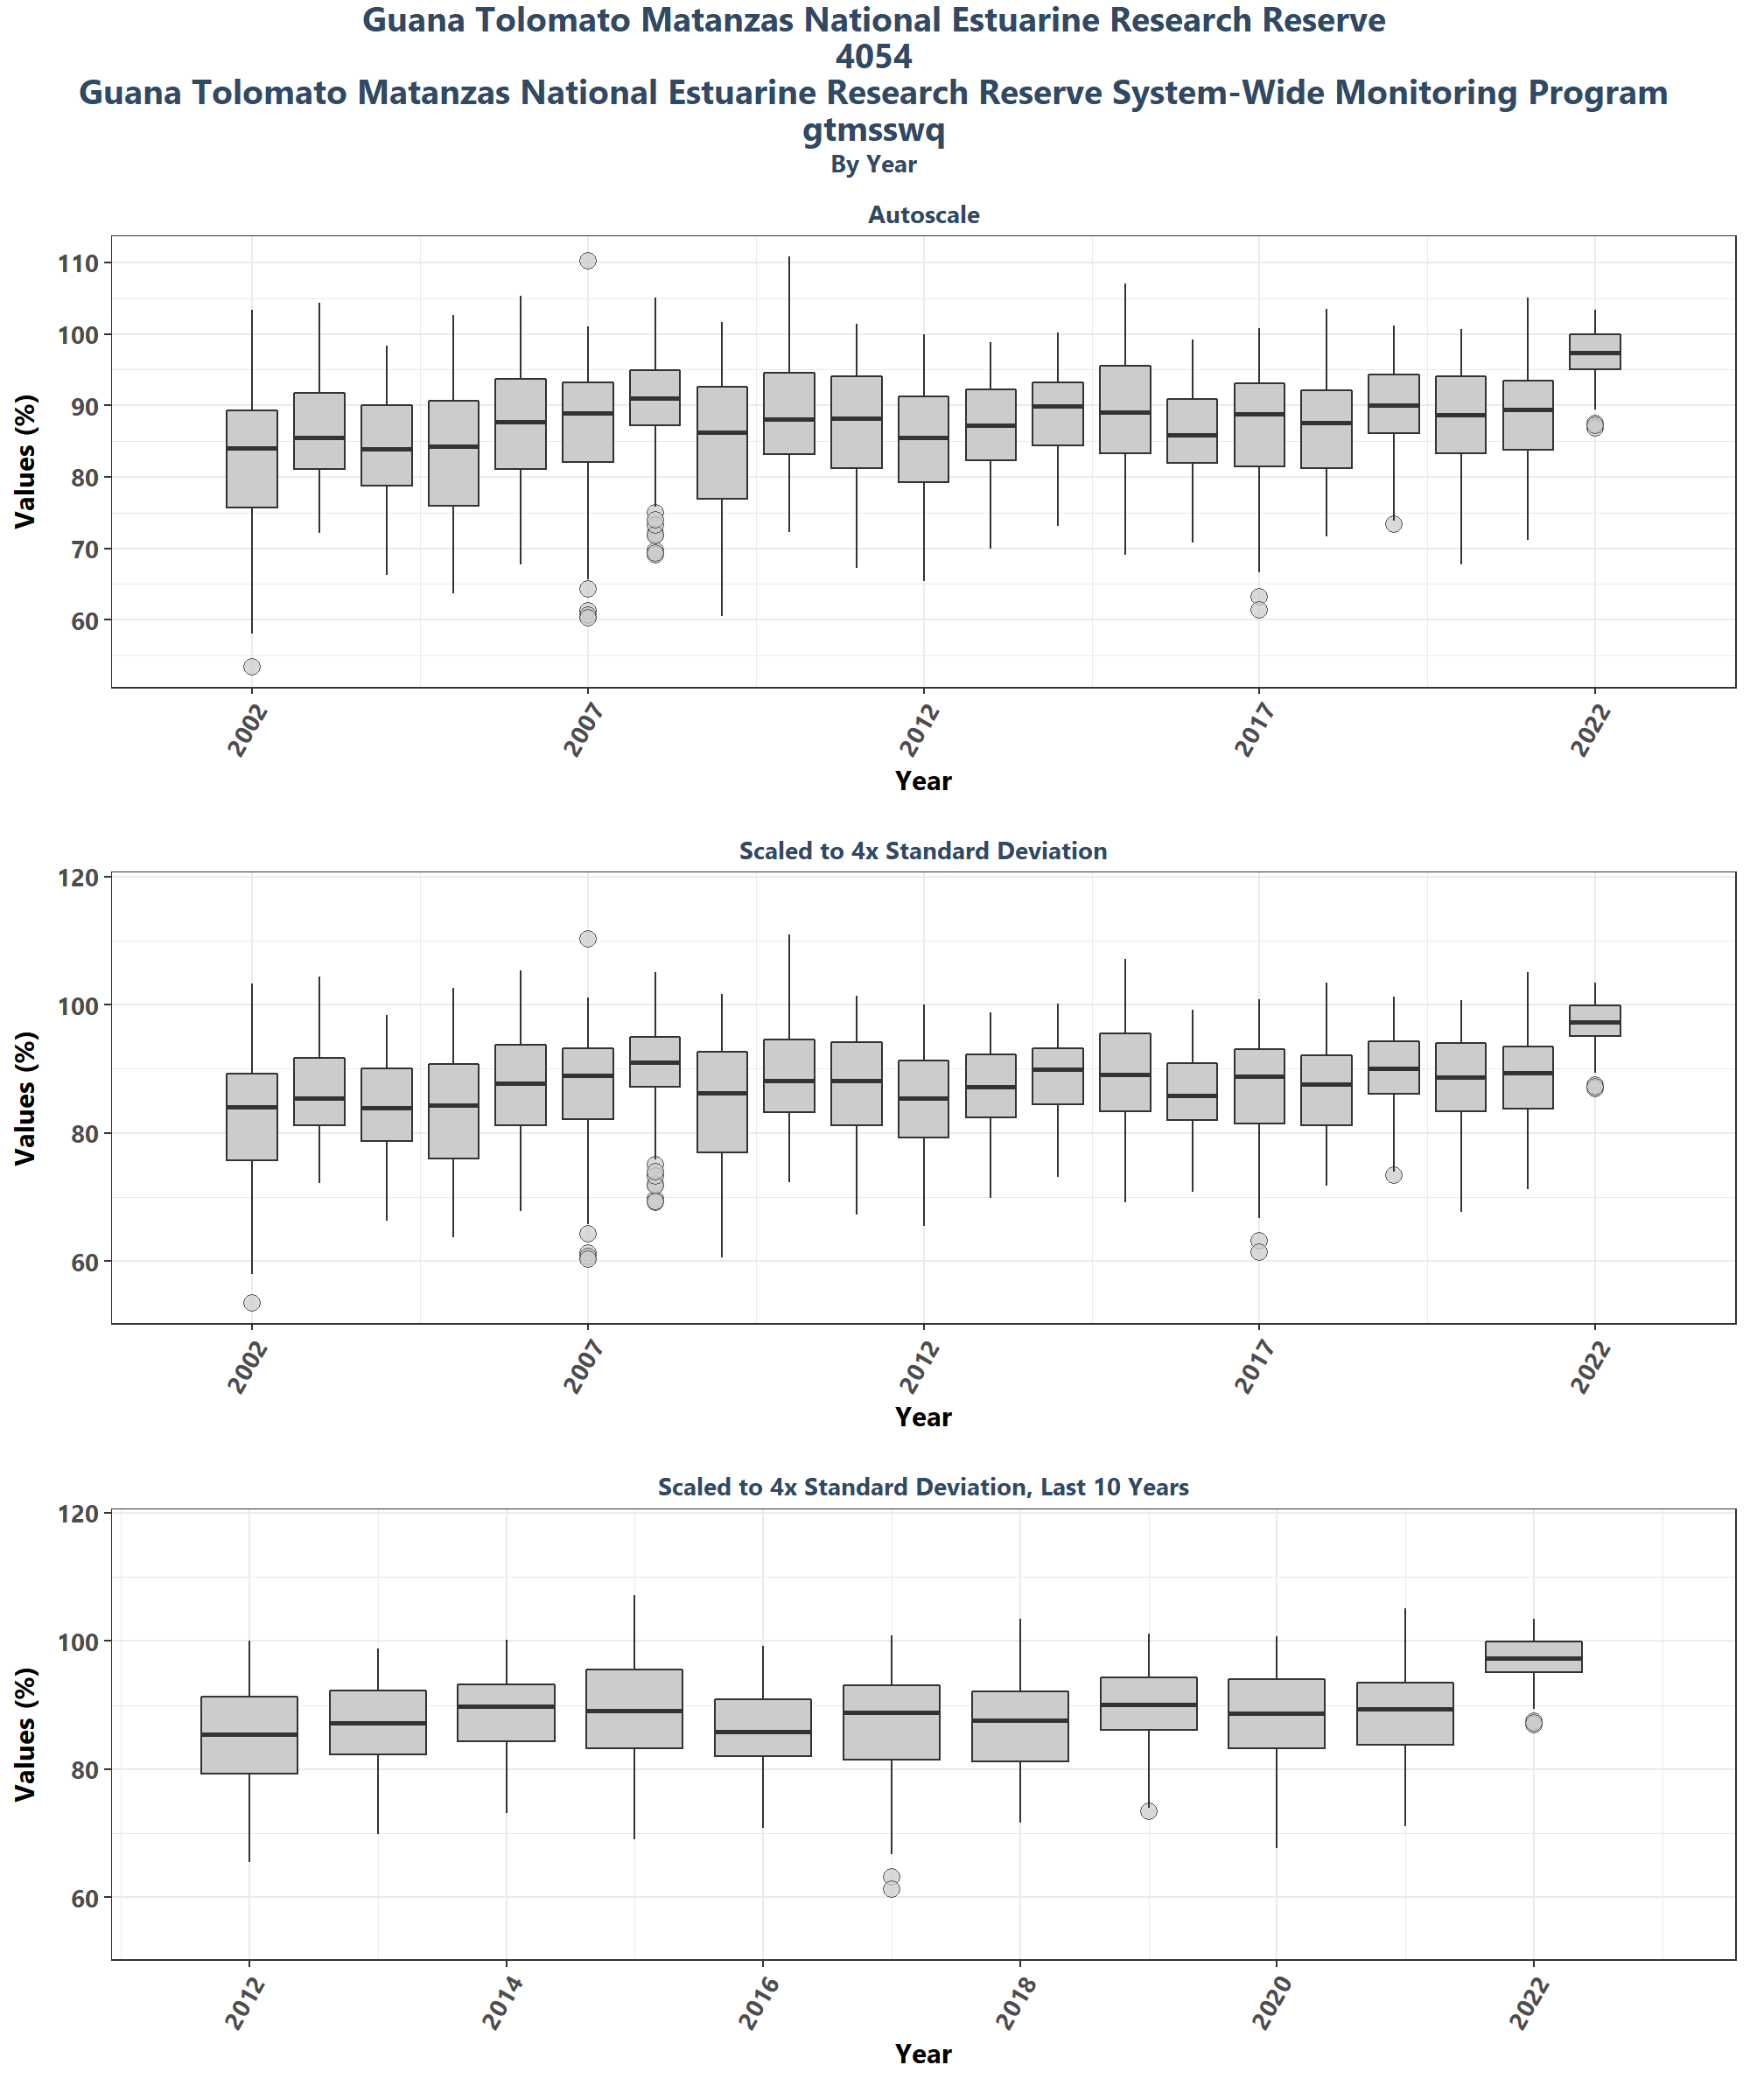 Guana Tolomato Matanzas National Estuarine Research Reserve
4054
Guana Tolomato Matanzas National Estuarine Research Reserve System-Wide Monitoring Program
gtmsswq
By Year
Autoscale
Values (%)
110
100
90
80
70
60
2002
2007
2012
2017
2022
Year
Scaled to 4x Standard Deviation
Values (%)
120
100
80
60
2002
2007
2012
2017
2022
Year
Scaled to 4x Standard Deviation, Last 10 Years
Values (%)
120
100
80
60
2012
2014
2016
2018
2020
2022
Year